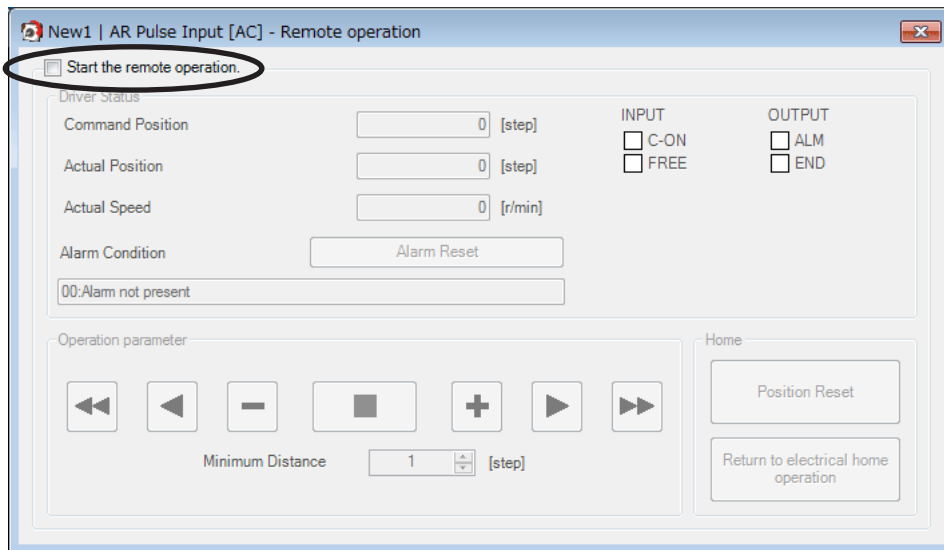 New1 | AR Pulse Input [AC] - Remote operation
Start the remote operation.
Driver Status
Command Position 0 [step]
Actual Position 0 [step]
Actual Speed 0 [r/min]
INPUT OUTPUT
C-ON ALM
FREE END
Alarm Condition Alarm Reset
00:Alarm not present
Operation parameter
Minimum Distance 1 [step]
Home
Position Reset
Return to electrical home
operation